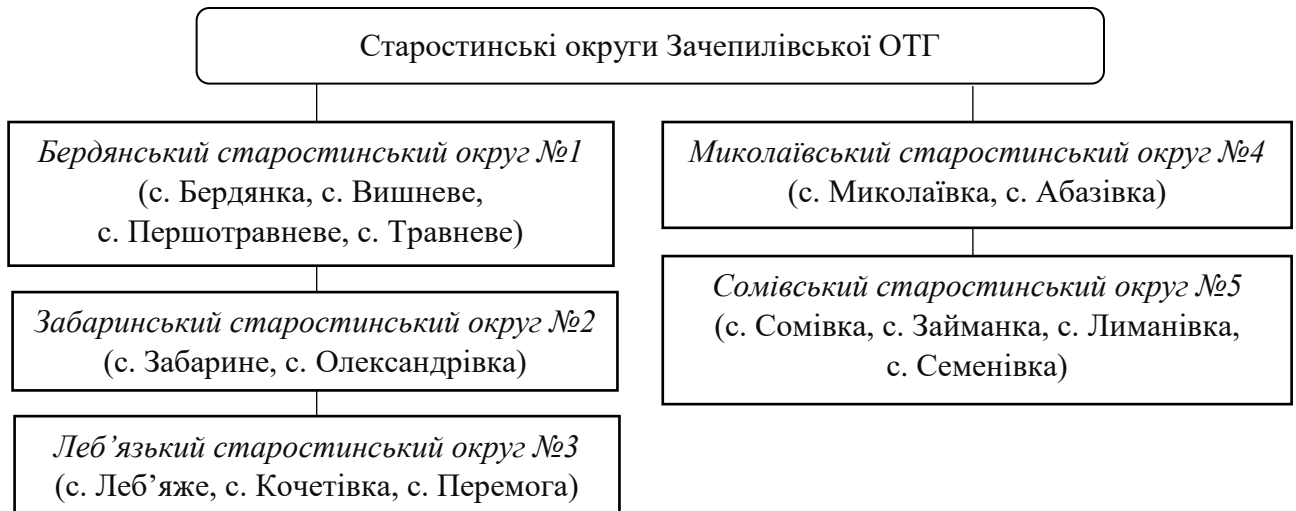 Старостинські округи Зачепилівської ОТГ
Бердянський старостинський округ №1
(с. Бердянка, с. Вишневе,
с. Першотравневе, с. Травневе)
Забаринський старостинський округ №2
(с. Забарине, с. Олександрівка)
Леб’язький старостинський округ №3
(с. Леб’яже, с. Кочетівка, с. Перемога)
Миколаївський старостинський округ №4
(с. Миколаївка, с. Абазівка)
Сомівський старостинський округ №5
(с. Сомівка, с. Займанка, с. Лиманівка,
с. Семенівка)